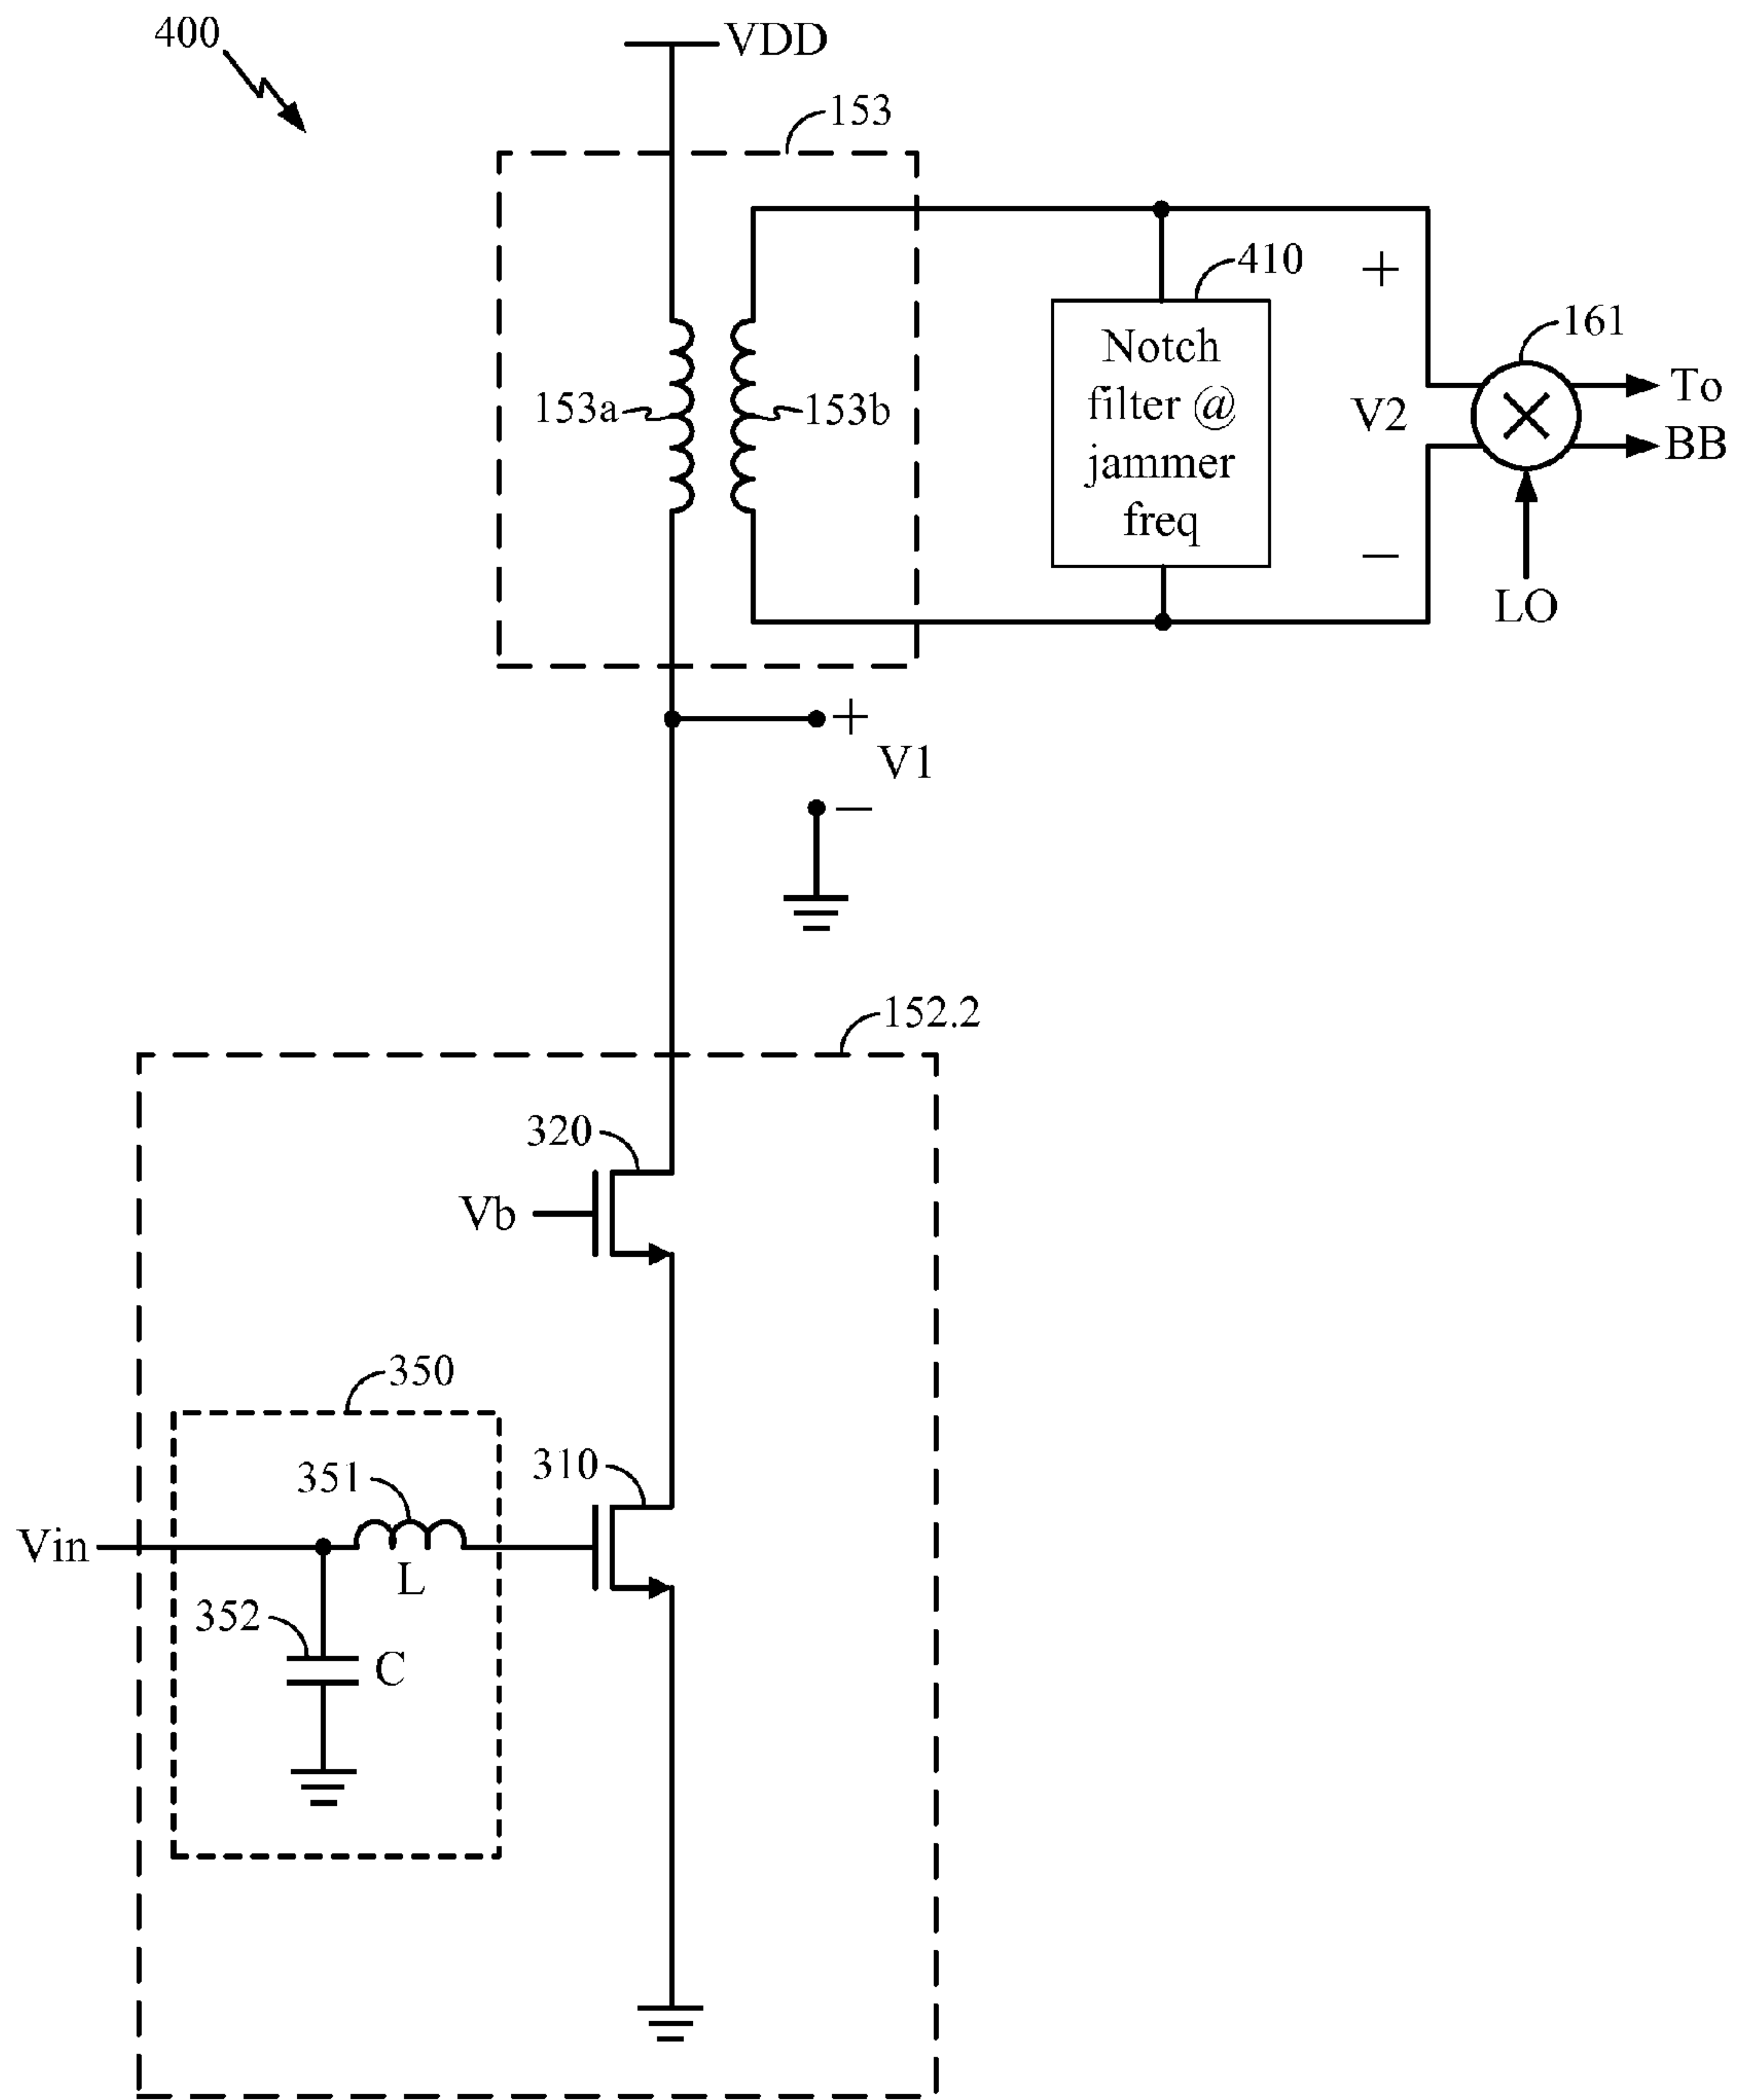 400
VDD
153
410
+
161
Notch
filter @
jammer
freq
153a
153b
V2
To
BB
−
LO
+
V1
−
152.2
320
Vb
350
351
310
Vin
L
352
C